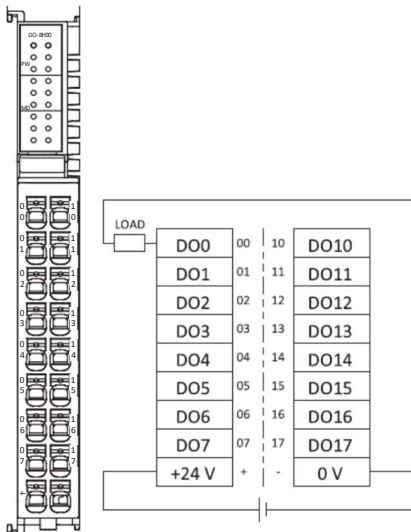 DO-8H00
PW
MO
0 0 1 0
0 1 1 1
0 2 1 2
0 3 1 3
0 4 1 4
0 5 1 5
0 6 1 6
0 7 1 7
+ -
LOAD
DO0 00 10 DO10
DO1 01 11 DO11
DO2 02 12 DO12
DO3 03 13 DO13
DO4 04 14 DO14
DO5 05 15 DO15
DO6 06 16 DO16
DO7 07 17 DO17
+24 V + - 0 V